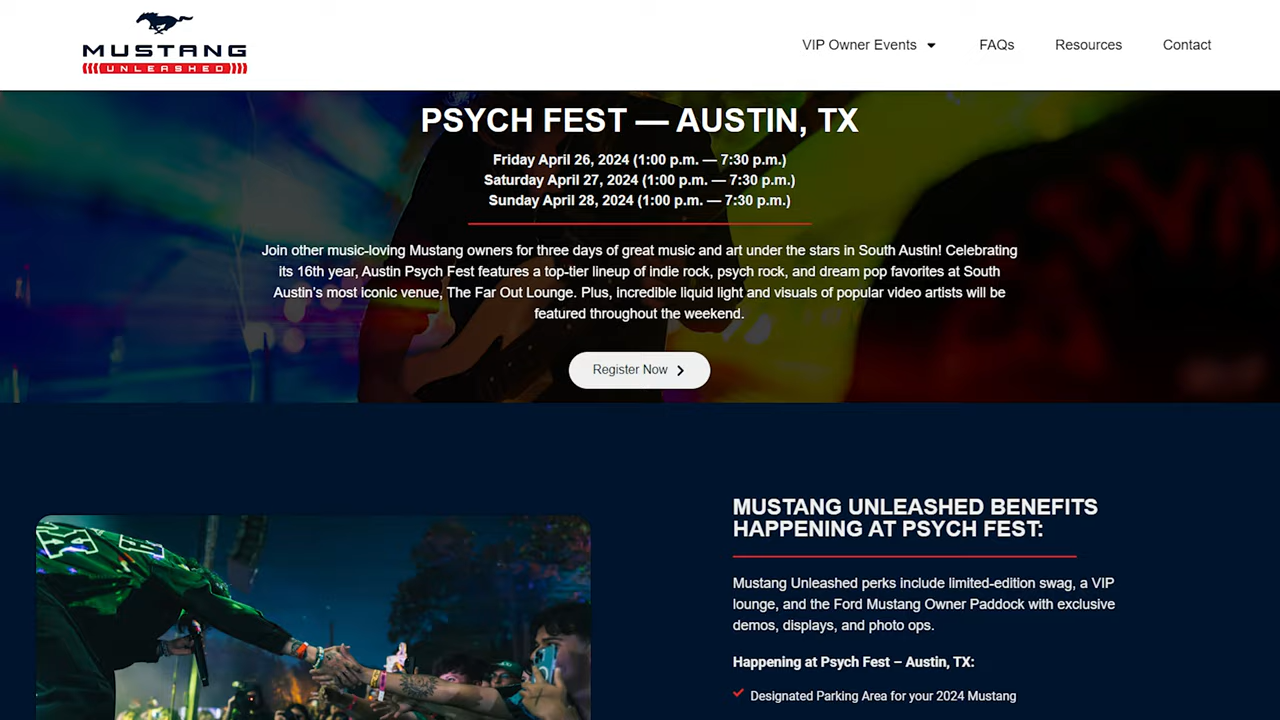 MUSTANG
UNLEASHED
VIP Owner Events
FAQs
Resources
Contact
PSYCH FEST — AUSTIN, TX
Friday April 26, 2024 (1:00 p.m. — 7:30 p.m.)
Saturday April 27, 2024 (1:00 p.m. — 7:30 p.m.)
Sunday April 28, 2024 (1:00 p.m. — 7:30 p.m.)
Join other music-loving Mustang owners for three days of great music and art under the stars in South Austin! Celebrating
its 16th year, Austin Psych Fest features a top-tier lineup of indie rock, psych rock, and dream pop favorites at South
Austin's most iconic venue, The Far Out Lounge. Plus, incredible liquid light and visuals of popular video artists will be
featured throughout the weekend.
Register Now
MUSTANG UNLEASHED BENEFITS
HAPPENING AT PSYCH FEST:
Mustang Unleashed perks include limited-edition swag, a VIP
lounge, and the Ford Mustang Owner Paddock with exclusive
demos, displays, and photo ops.
Happening at Psych Fest – Austin, TX:
Designated Parking Area for your 2024 Mustang